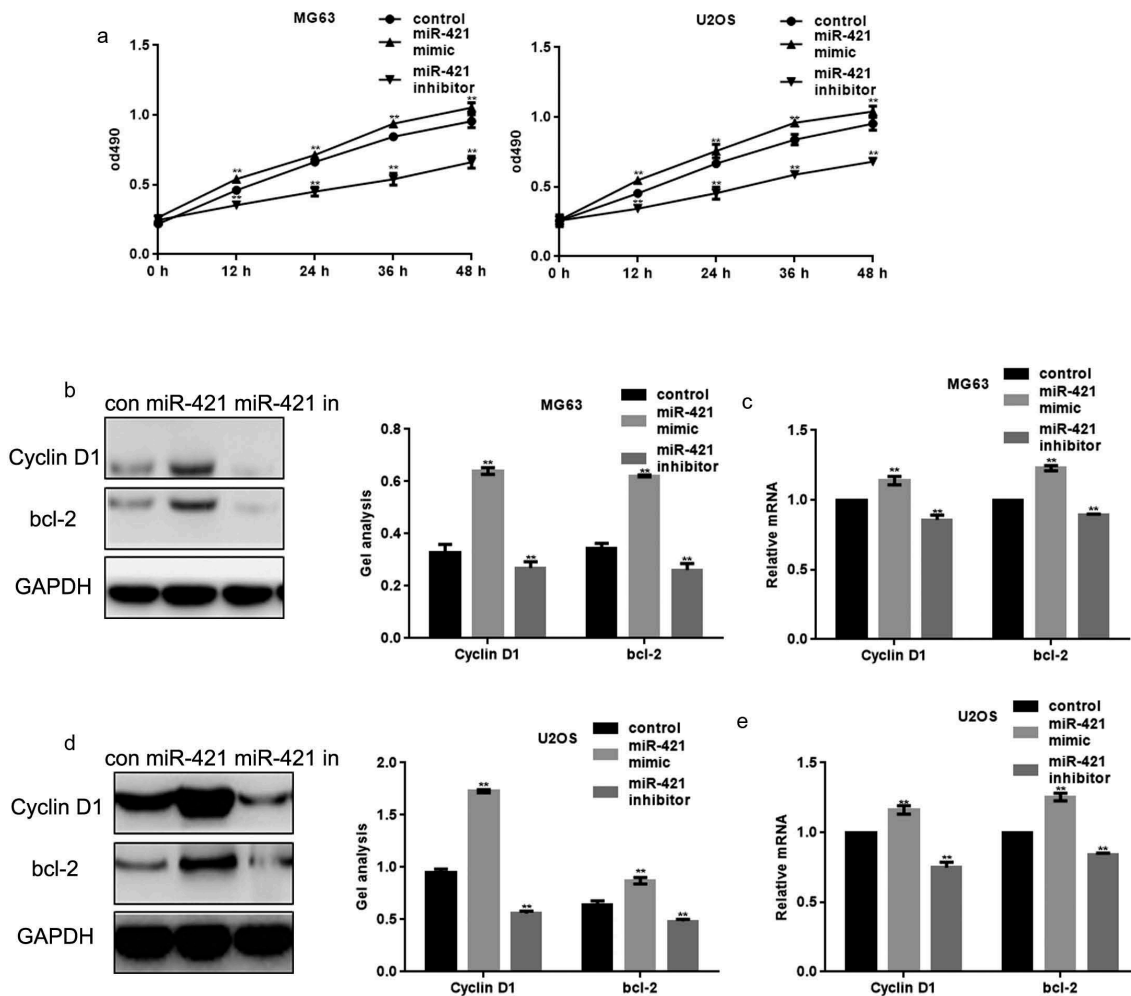 a
MG63
control
miR-421
mimic
miR-421
inhibitor
od490
1.5
1.0
0.5
0.0
0 h 12 h 24 h 36 h 48 h
** ** ** **
** ** ** **
U2OS
control
miR-421
mimic
miR-421
inhibitor
od490
1.5
1.0
0.5
0.0
0 h 12 h 24 h 36 h 48 h
** ** ** **
** ** ** **
b
con miR-421 miR-421 in
Cyclin D1
bcl-2
GAPDH
MG63
control
miR-421
mimic
miR-421
inhibitor
Gel analysis
0.8
0.6
0.4
0.2
0.0
** ** ** **
Cyclin D1 bcl-2
c
MG63
control
miR-421
mimic
miR-421
inhibitor
Relative mRNA
1.5
1.0
0.5
0.0
** ** ** **
Cyclin D1 bcl-2
d
con miR-421 miR-421 in
Cyclin D1
bcl-2
GAPDH
U2OS
control
miR-421
mimic
miR-421
inhibitor
Gel analysis
2.0
1.5
1.0
0.5
0.0
** ** ** **
Cyclin D1 bcl-2
e
U2OS
control
miR-421
mimic
miR-421
inhibitor
Relative mRNA
1.5
1.0
0.5
0.0
** ** ** **
Cyclin D1 bcl-2